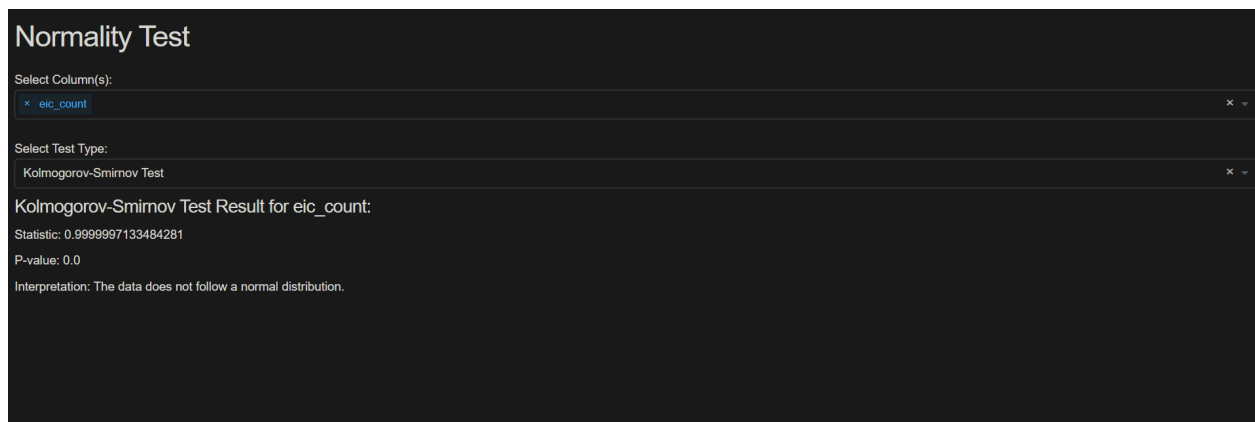 Normality Test
Select Column(s):
× eic_count
Select Test Type:
Kolmogorov-Smirnov Test
Kolmogorov-Smirnov Test Result for eic_count:
Statistic: 0.9999997133484281
P-value: 0.0
Interpretation: The data does not follow a normal distribution.